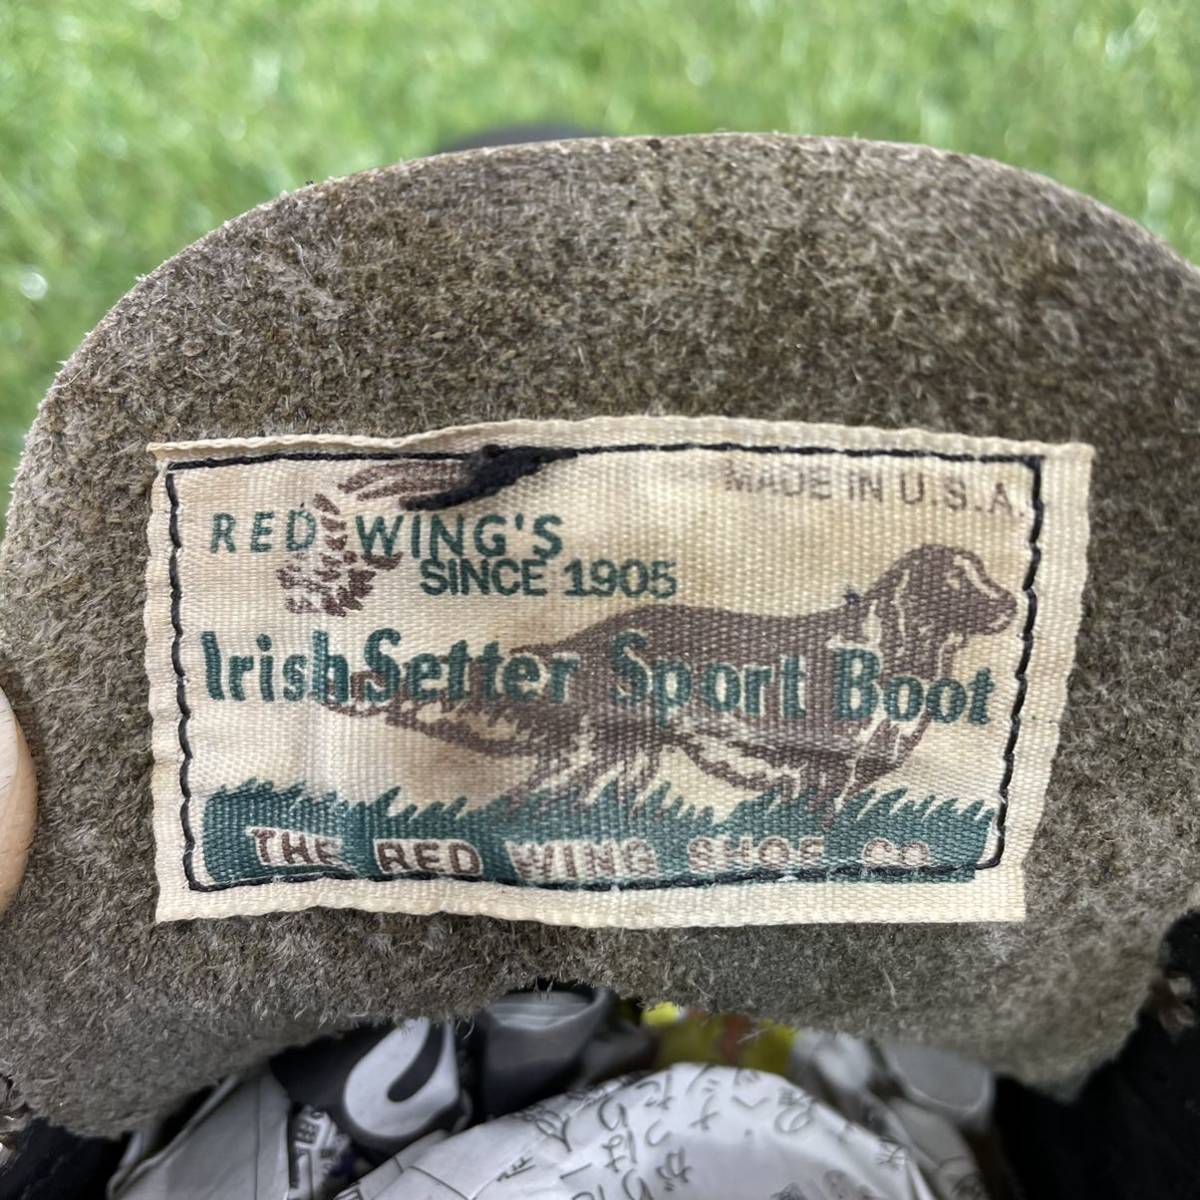 MADE IN U.S.A.
RED WING'S
SINCE 1905
Irish Setter Sport Boot
THE RED WING SHOE CO.